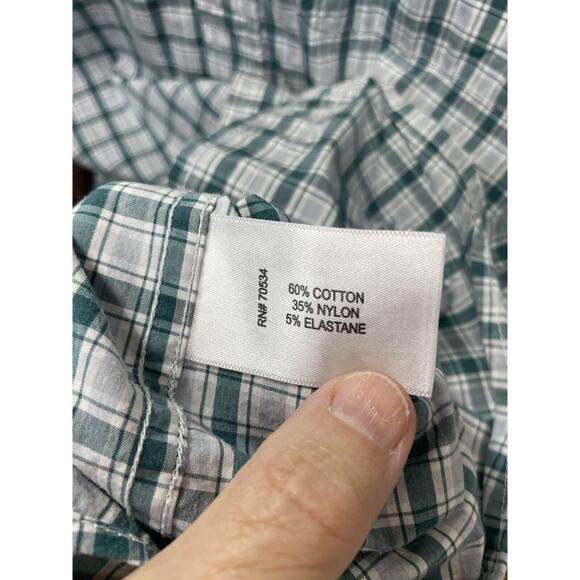 RN# 70534
60% COTTON
35% NYLON
5% ELASTANE